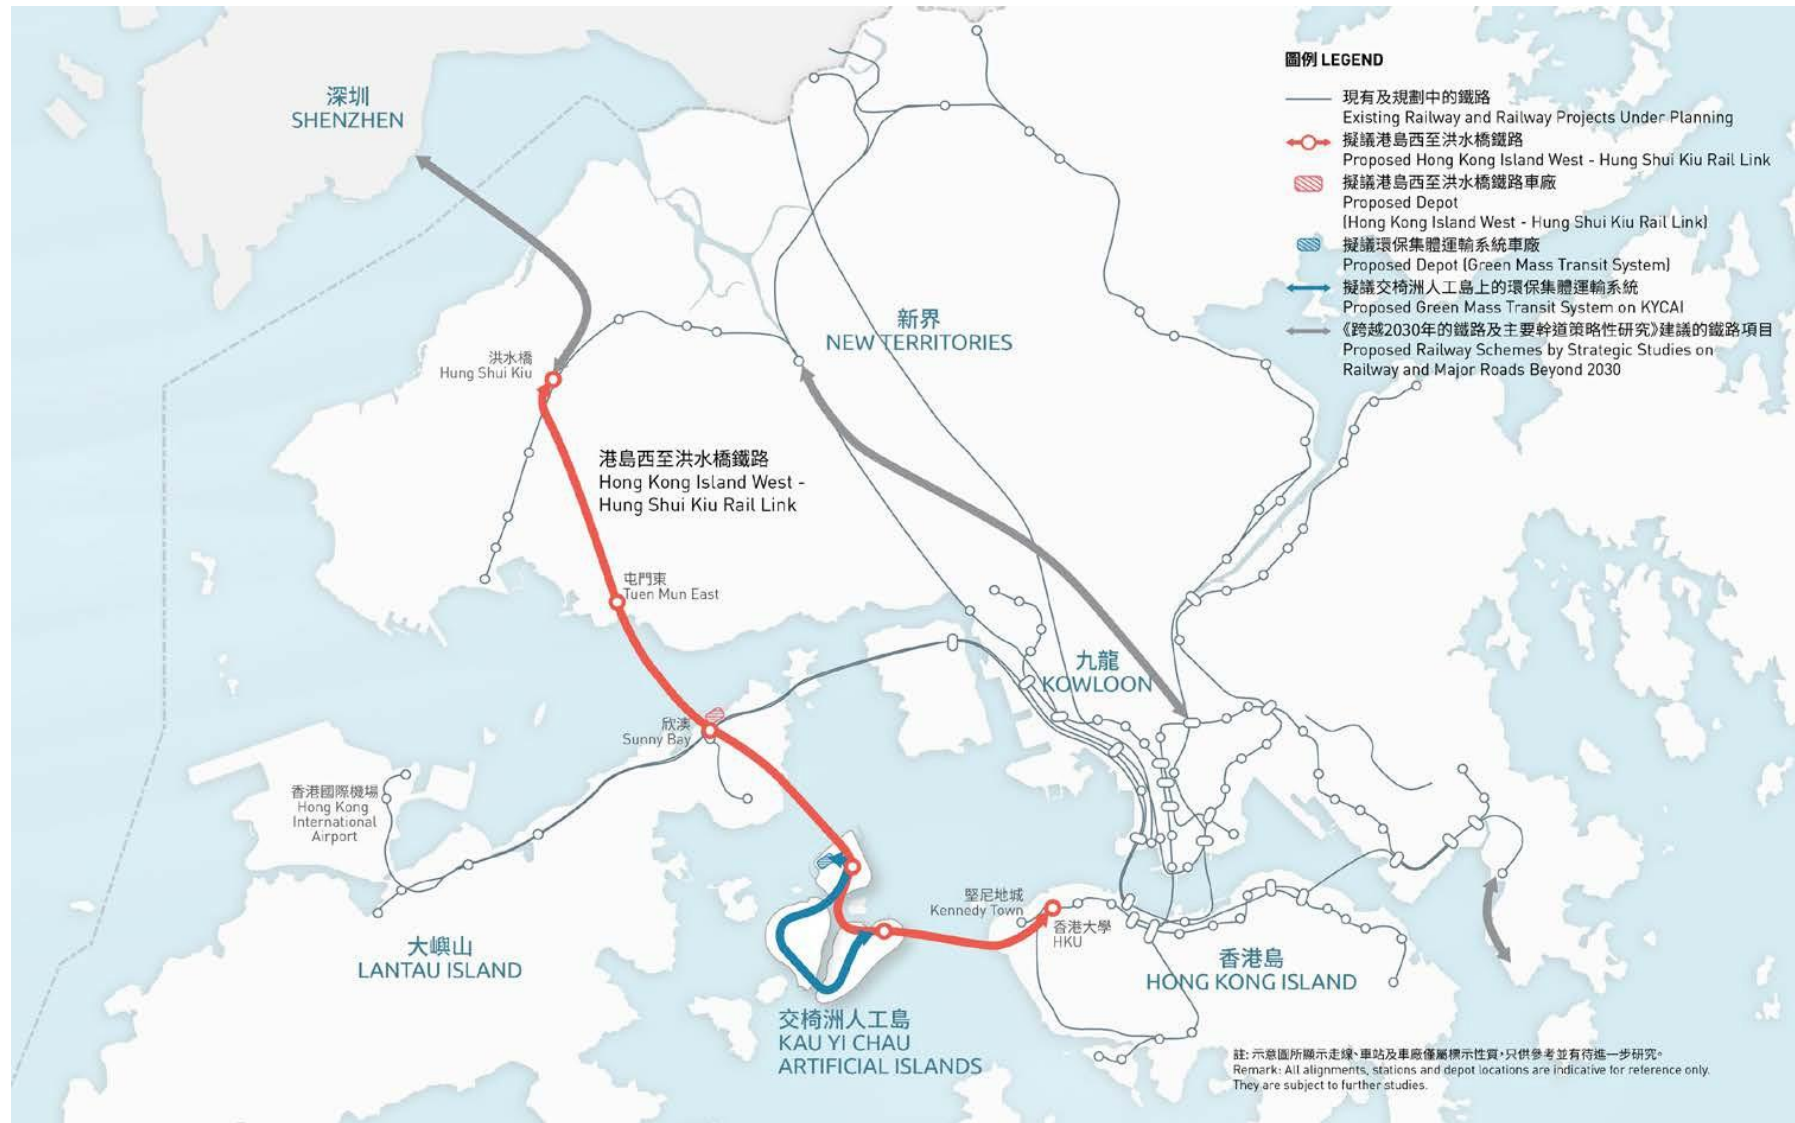 深圳
SHENZHEN
圖例 LEGEND
現有及規劃中的鐵路
Existing Railway and Railway Projects Under Planning
擬議港島西至洪水橋鐵路
Proposed Hong Kong Island West - Hung Shui Kiu Rail Link
擬議港島西至洪水橋鐵路車廠
Proposed Depot
(Hong Kong Island West - Hung Shui Kiu Rail Link)
擬議環保集體運輸系統車廠
Proposed Depot (Green Mass Transit System)
擬議交椅洲人工島上的環保集體運輸系統
Proposed Green Mass Transit System on KYCAI
《跨越2030年的鐵路及主要幹道策略性研究》建議的鐵路項目
Proposed Railway Schemes by Strategic Studies on
Railway and Major Roads Beyond 2030
新界
NEW TERRITORIES
洪水橋
Hung Shui Kiu
港島西至洪水橋鐵路
Hong Kong Island West -
Hung Shui Kiu Rail Link
屯門東
Tuen Mun East
九龍
KOWLOON
欣澳
Sunny Bay
香港國際機場
Hong Kong
International
Airport
堅尼地城
Kennedy Town
香港大學
HKU
大嶼山
LANTAU ISLAND
香港島
HONG KONG ISLAND
交椅洲人工島
KAU YI CHAU
ARTIFICIAL ISLANDS
註: 示意圖所顯示走線、車站及車廠僅屬標示性質，只供參考並有待進一步研究。
Remark: All alignments, stations and depot locations are indicative for reference only.
They are subject to further studies.